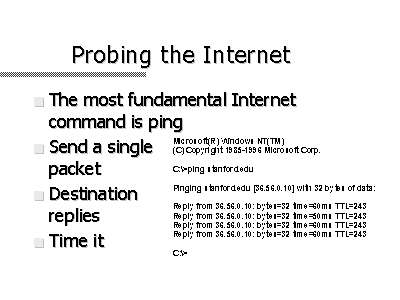 Probing the Internet
The most fundamental Internet
command is ping
Send a single
packet
Destination
replies
Time it
Microsoft(R) Windows NT(TM)
(C) Copyright 1985-1996 Microsoft Corp.
C:\>ping stanford.edu
Pinging stanford.edu [36.56.0.10] with 32 bytes of data:
Reply from 36.56.0.10: bytes=32 time=60ms TTL=243
Reply from 36.56.0.10: bytes=32 time=50ms TTL=243
Reply from 36.56.0.10: bytes=32 time=60ms TTL=243
Reply from 36.56.0.10: bytes=32 time=60ms TTL=243
C:\>